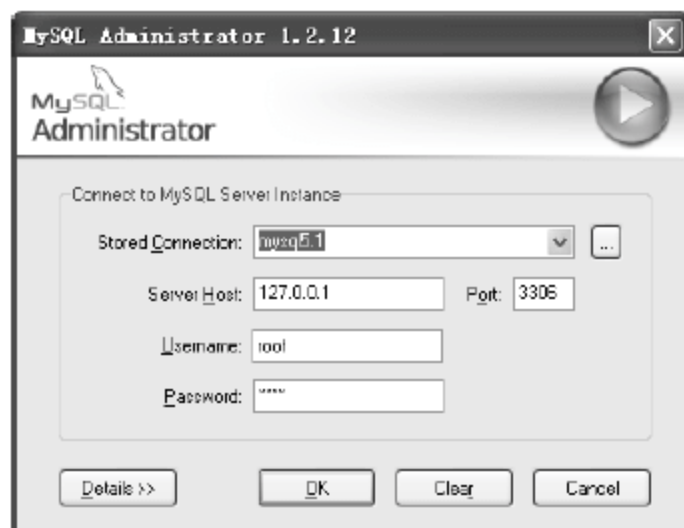 MySQL Administrator 1.2.12
MySQL
Administrator
Connect to MySQL Server Instance
Stored Connection: mysql5.1 ...
Server Host: 127.0.0.1 Port: 3306
Username: root
Password: ****
Details >> OK Clear Cancel